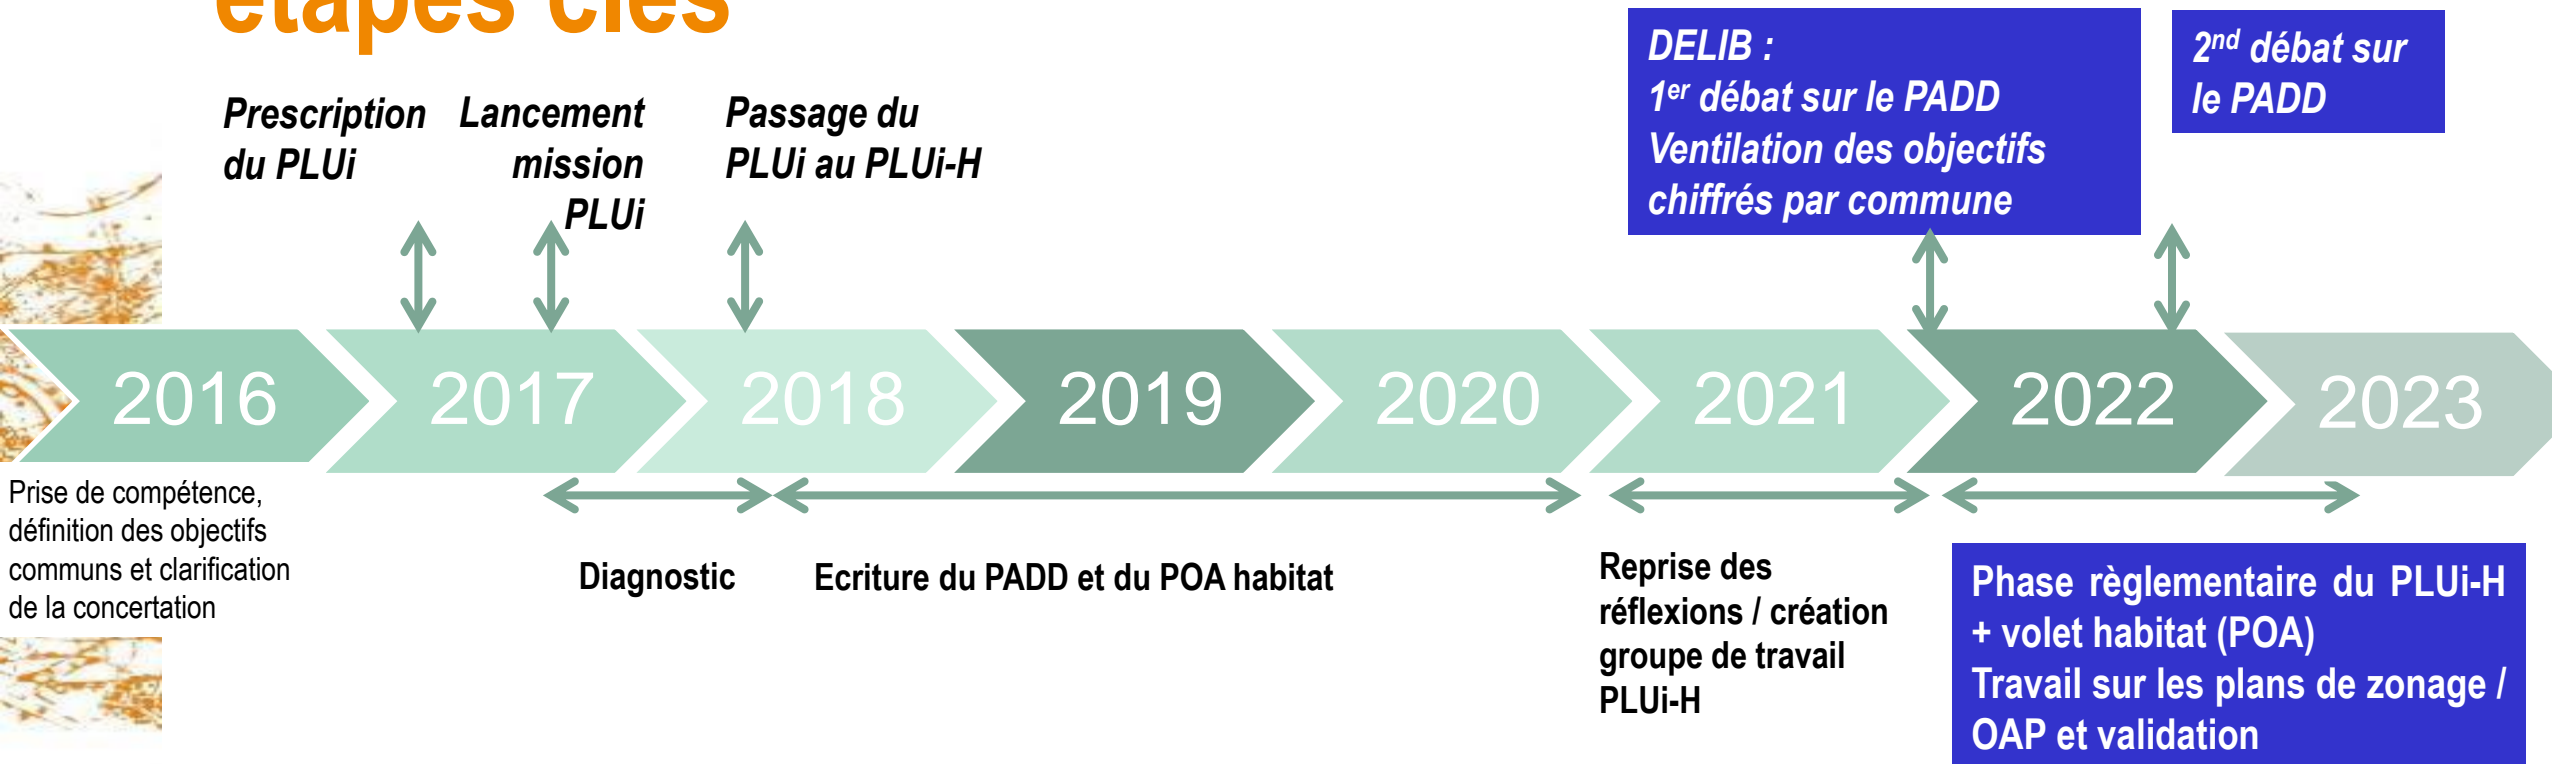 étapes clés
Prescription
du PLUi
Lancement
mission
PLUi
Passage du
PLUi au PLUi-H
DELIB :
1er débat sur le PADD
Ventilation des objectifs
chiffrés par commune
2nd débat sur
le PADD
2016
2017
2018
2019
2020
2021
2022
2023
Prise de compétence,
définition des objectifs
communs et clarification
de la concertation
Diagnostic
Ecriture du PADD et du POA habitat
Reprise des
réflexions / création
groupe de travail
PLUi-H
Phase règlementaire du PLUi-H
+ volet habitat (POA)
Travail sur les plans de zonage /
OAP et validation